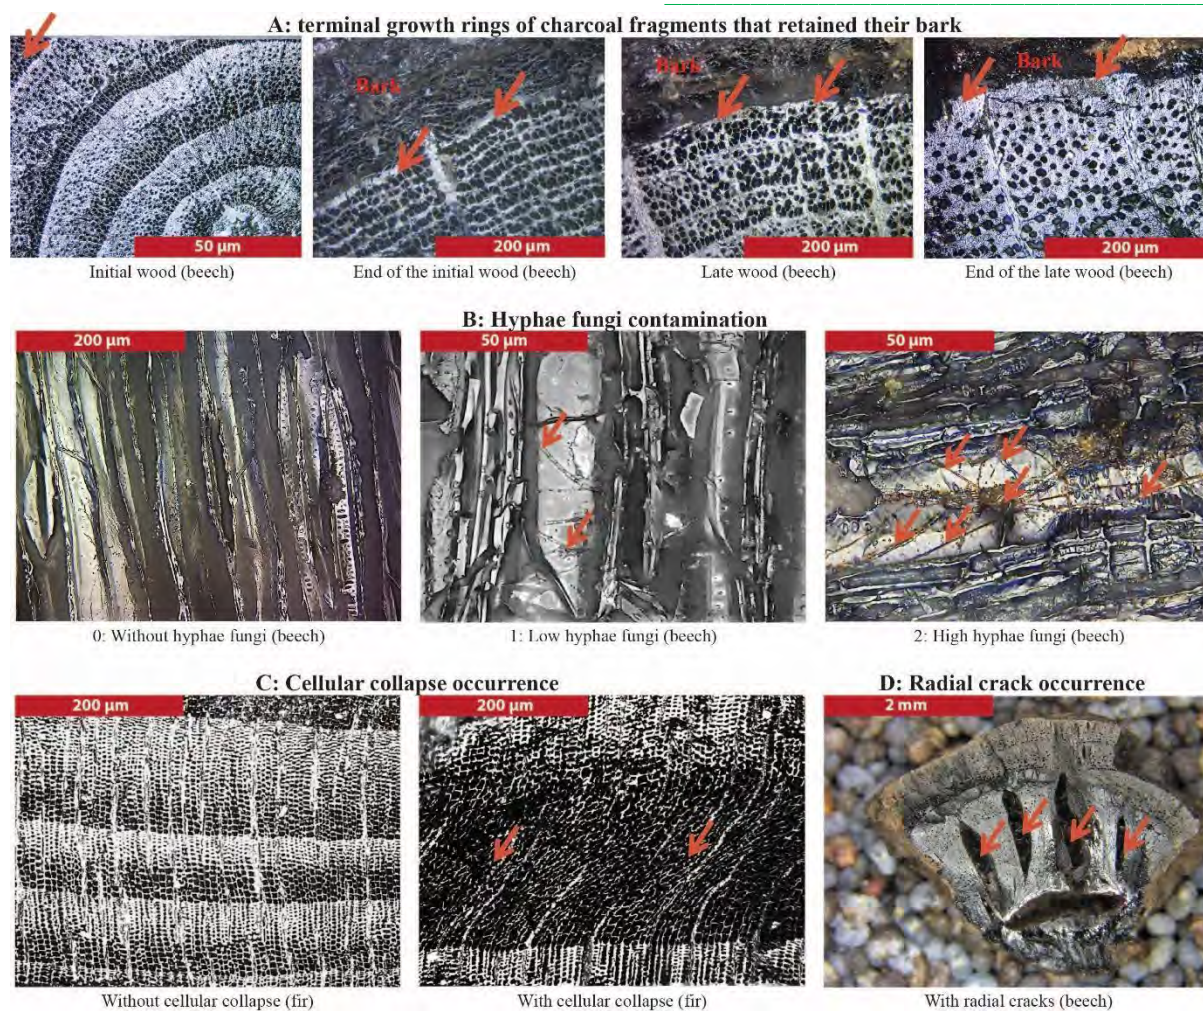 A: terminal growth rings of charcoal fragments that retained their bark
Bark
Bark
Bark
50 µm
200 µm
200 µm
200 µm
Initial wood (beech)
End of the initial wood (beech)
Late wood (beech)
End of the late wood (beech)
B: Hyphae fungi contamination
200 µm
50 µm
50 µm
0: Without hyphae fungi (beech)
1: Low hyphae fungi (beech)
2: High hyphae fungi (beech)
C: Cellular collapse occurrence
D: Radial crack occurrence
200 µm
200 µm
2 mm
Without cellular collapse (fir)
With cellular collapse (fir)
With radial cracks (beech)